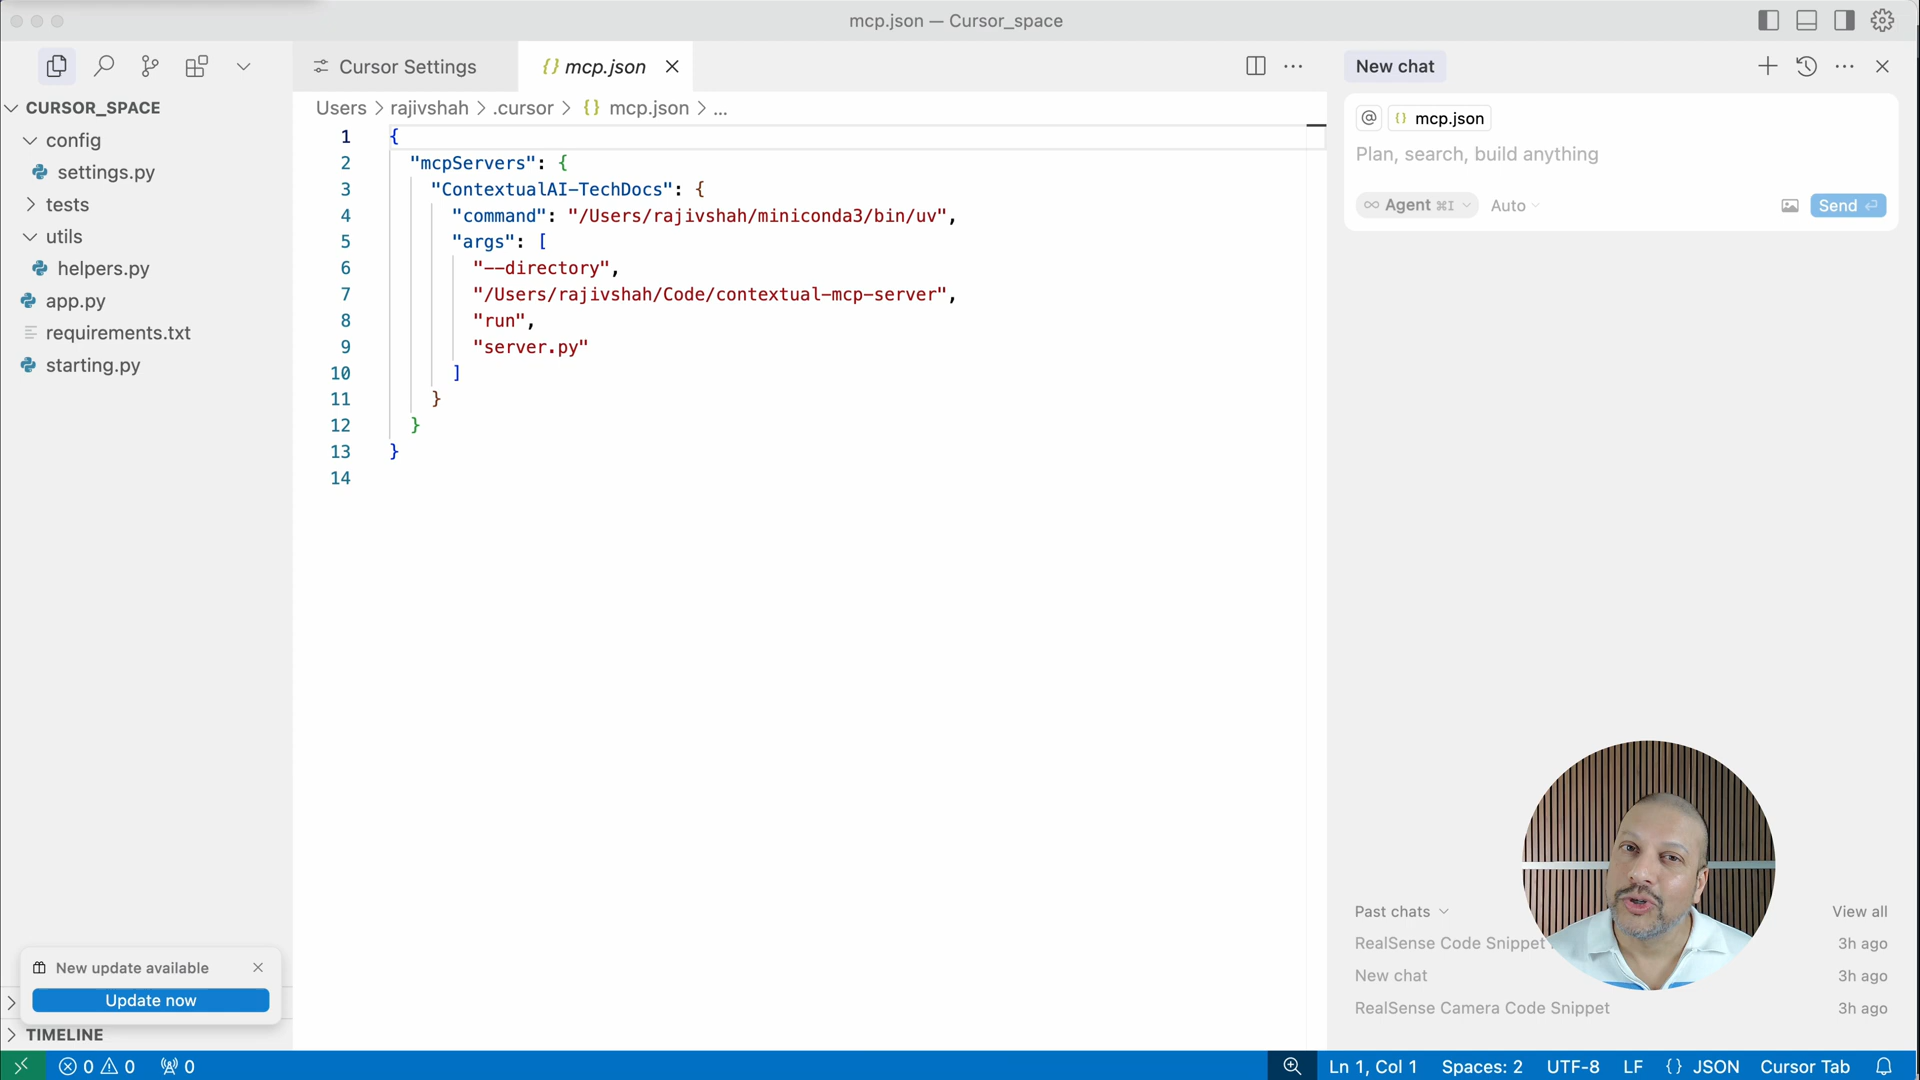 mcp.json — Cursor_space
Cursor Settings
{} mcp.json
New chat
CURSOR_SPACE
config
settings.py
tests
utils
helpers.py
app.py
requirements.txt
starting.py
Users > rajivshah > .cursor > {} mcp.json > ...
1 {
2 "mcpServers": {
3 "ContextualAI-TechDocs": {
4 "command": "/Users/rajivshah/miniconda3/bin/uv",
5 "args": [
6 "--directory",
7 "/Users/rajivshah/Code/contextual-mcp-server",
8 "run",
9 "server.py"
10 ]
11 }
12 }
13 }
14
@ {} mcp.json
Plan, search, build anything
∞ Agent ⌘I Auto
Send
Past chats
View all
RealSense Code Snippet
3h ago
New chat
3h ago
RealSense Camera Code Snippet
3h ago
New update available
Update now
TIMELINE
0 0 0
Ln 1, Col 1 Spaces: 2 UTF-8 LF {} JSON Cursor Tab